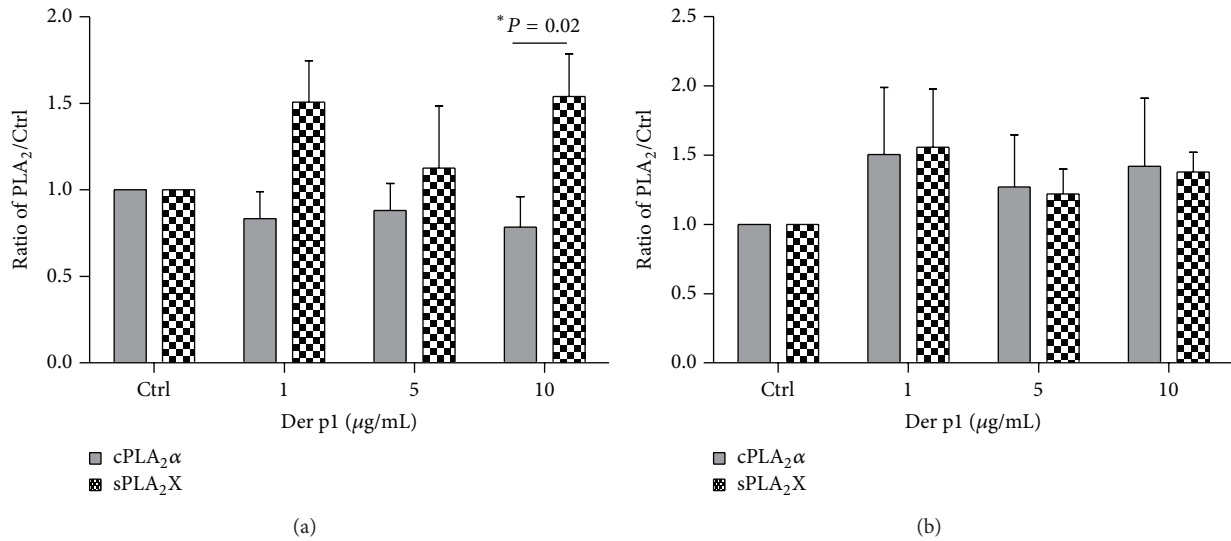 2.0
1.5
1.0
0.5
0.0
Ratio of PLA₂/Ctrl
*P = 0.02
Ctrl 1 5 10
Der p1 (μg/mL)
cPLA₂α
sPLA₂X
(a)
2.5
2.0
1.5
1.0
0.5
0.0
Ratio of PLA₂/Ctrl
Ctrl 1 5 10
Der p1 (μg/mL)
cPLA₂α
sPLA₂X
(b)